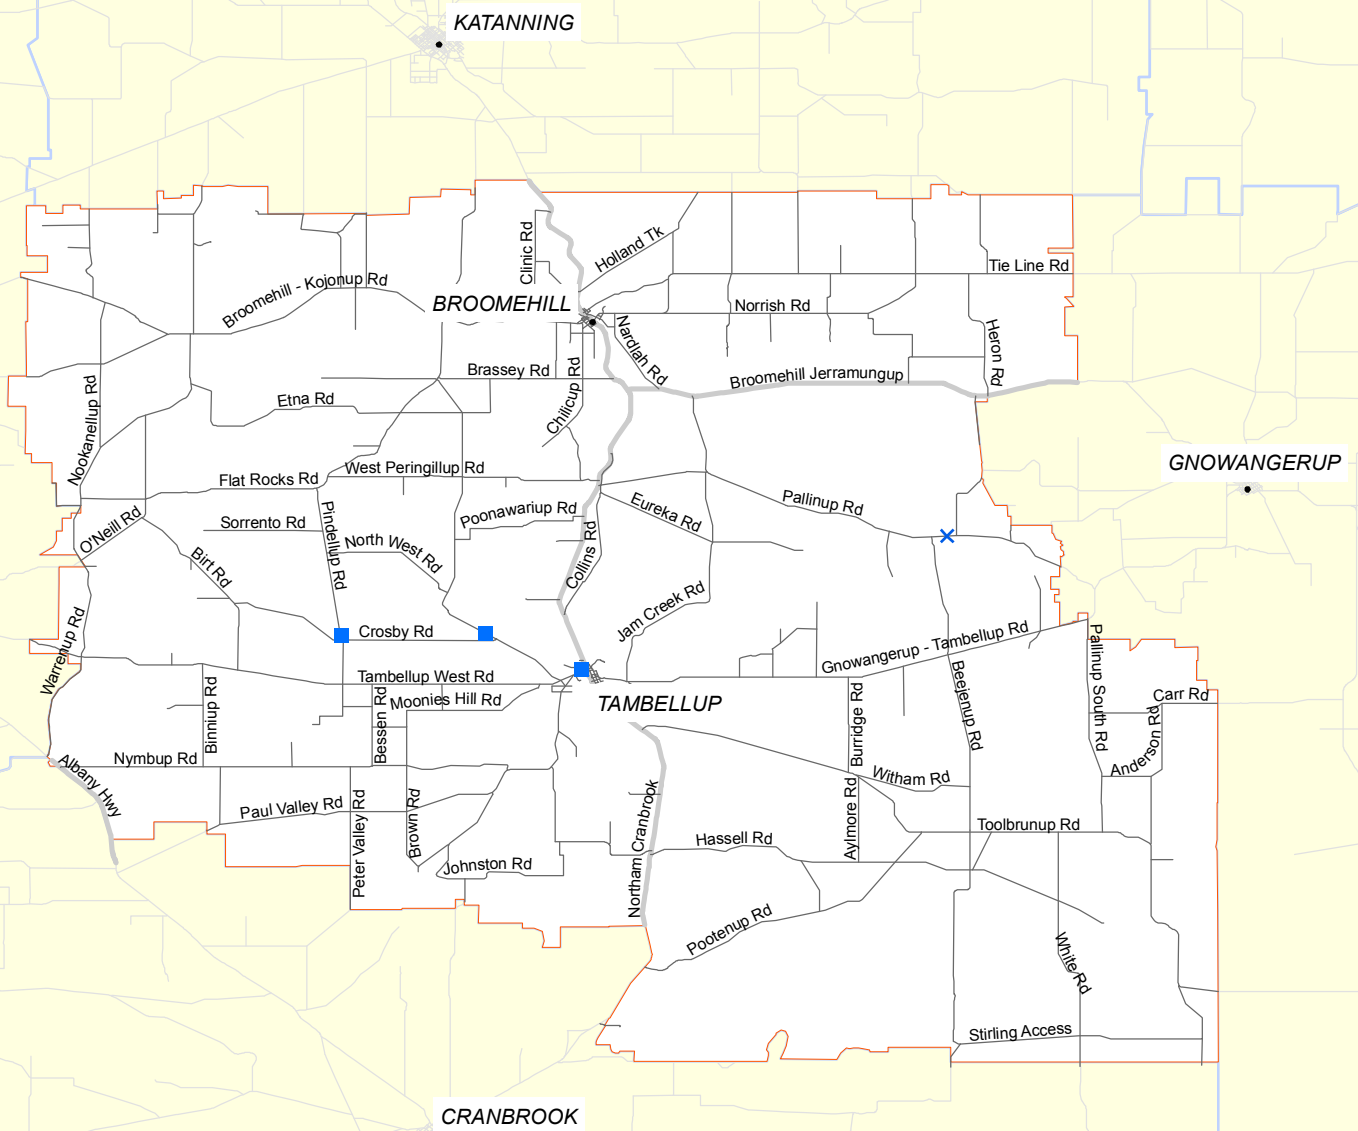 KATANNING
Clinic Rd
Holland Tk
Tie Line Rd
Broomehill - Kojonup Rd
BROOMEHILL
Norrish Rd
Nardlah Rd
Heron Rd
Brassey Rd
Broomehill Jerramungup
Chilicup Rd
Nookanellup Rd
Etna Rd
GNOWANGERUP
Flat Rocks Rd
West Peringillup Rd
Pallinup Rd
Eureka Rd
O'Neill Rd
Sorrento Rd
Pindellup Rd
Poonawariup Rd
North West Rd
Collins Rd
Birt Rd
Jam Creek Rd
Warrenup Rd
Crosby Rd
Gnowangerup - Tambellup Rd
Tambellup West Rd
Beejenup Rd
Pallinup South Rd
Binniup Rd
Bessen Rd
Moonies Hill Rd
TAMBELLUP
Burridge Rd
Carr Rd
Anderson Rd
Nymbup Rd
Albany Hwy
Witham Rd
Paul Valley Rd
Peter Valley Rd
Brown Rd
Northam Cranbrook
Hassell Rd
Aylmore Rd
Toolbrunup Rd
Johnston Rd
Pootenup Rd
White Rd
Stirling Access
CRANBROOK